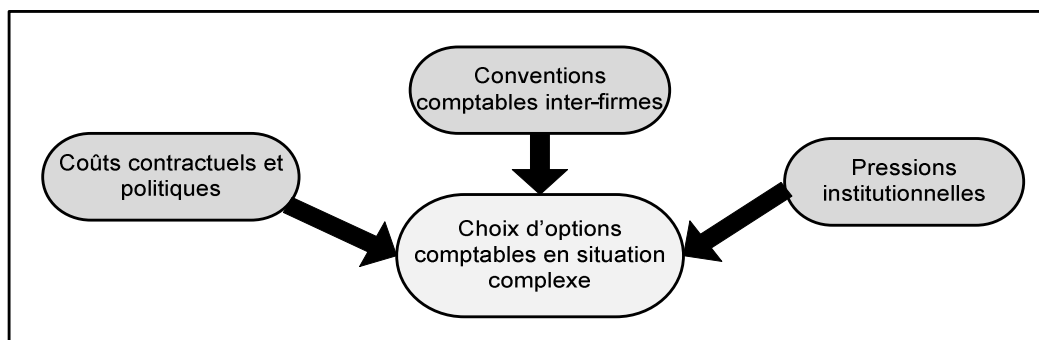 Conventions
comptables inter-firmes
Coûts contractuels et
politiques
Pressions
institutionnelles
Choix d’options
comptables en situation
complexe